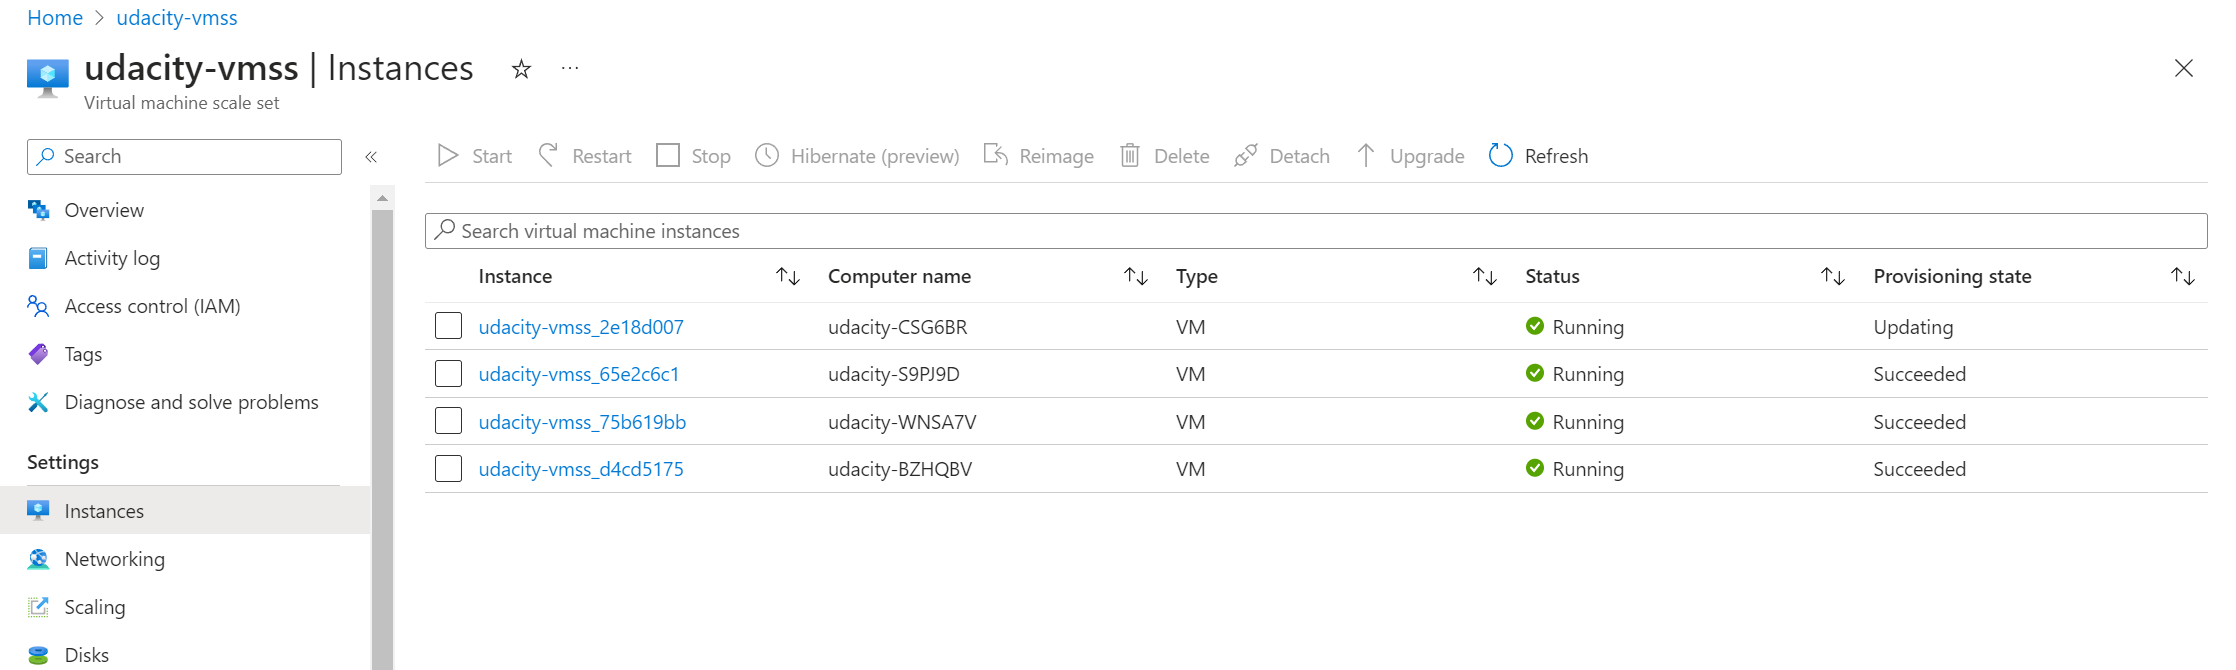 Home > udacity-vmss
udacity-vmss | Instances ☆ ...
Virtual machine scale set
Search «
Start Restart Stop Hibernate (preview) Reimage Delete Detach Upgrade Refresh
Overview
Activity log
Access control (IAM)
Tags
Diagnose and solve problems
Settings
Instances
Networking
Scaling
Disks
Search virtual machine instances
Instance Computer name Type Status Provisioning state
udacity-vmss_2e18d007 udacity-CSG6BR VM Running Updating
udacity-vmss_65e2c6c1 udacity-S9PJ9D VM Running Succeeded
udacity-vmss_75b619bb udacity-WNSA7V VM Running Succeeded
udacity-vmss_d4cd5175 udacity-BZHQBV VM Running Succeeded